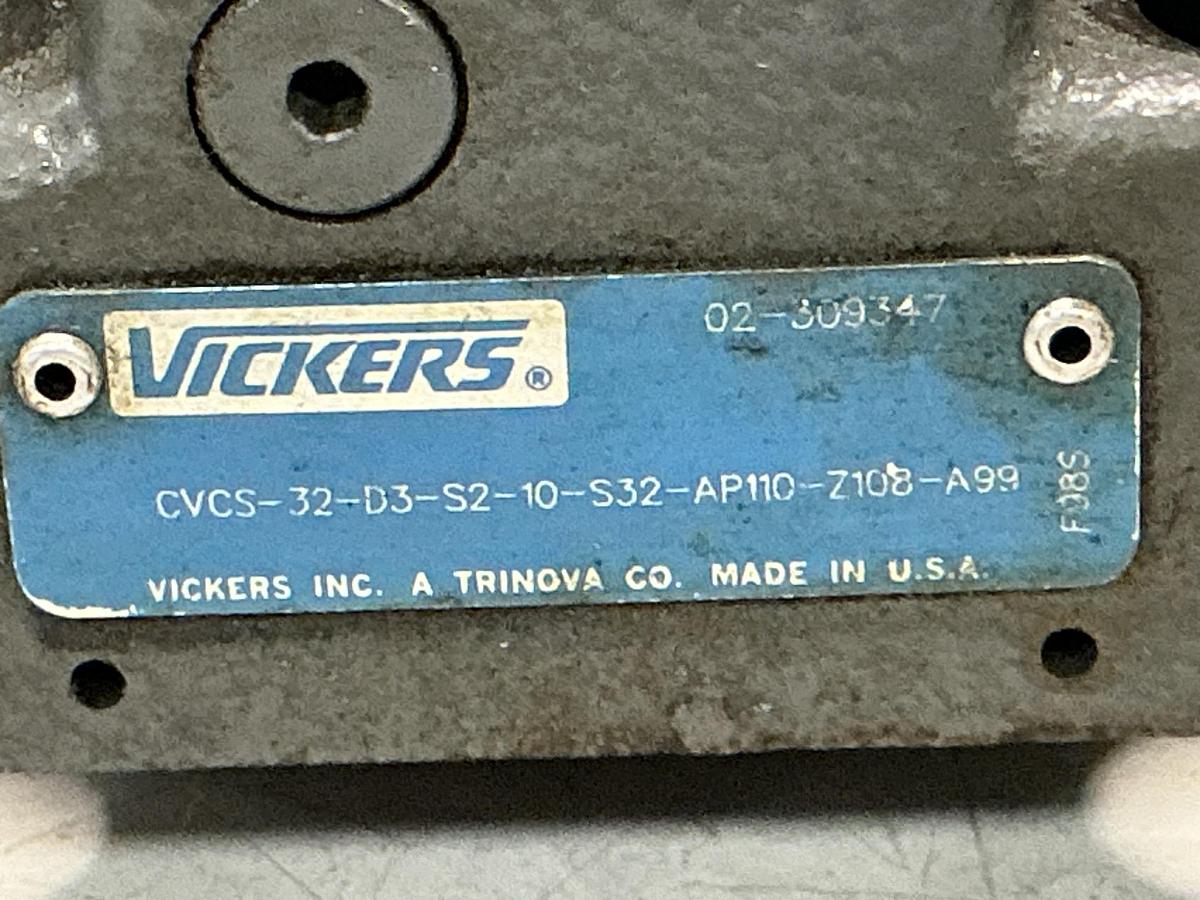 VICKERS®
02-309347
CVCS-32-D3-S2-10-S32-AP110-Z108-A99
F08S
VICKERS INC. A TRINOVA CO. MADE IN U.S.A.